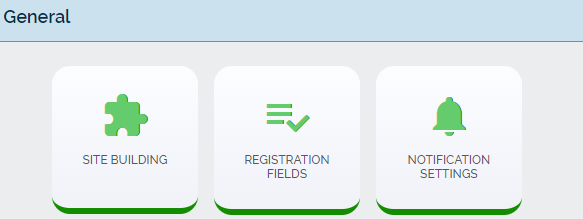 General
SITE BUILDING
REGISTRATION
FIELDS
NOTIFICATION
SETTINGS